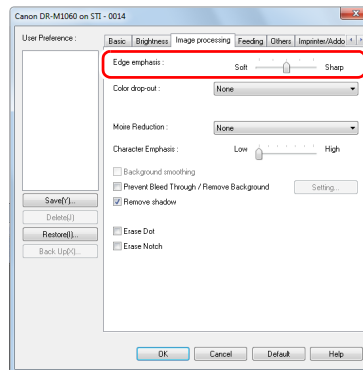 Canon DR-M1060 on STI - 0014
User Preference :
Basic Brightness Image processing Feeding Others Imprinter/Addo
Edge emphasis :
Soft Sharp
Color drop-out : None
Moire Reduction : None
Character Emphasis : Low High
Background smoothing
Prevent Bleed Through / Remove Background Setting...
Remove shadow
Save(Y)...
Delete(J)
Restore(I)...
Erase Dot
Erase Notch
Back Up(X)...
OK Cancel Default Help